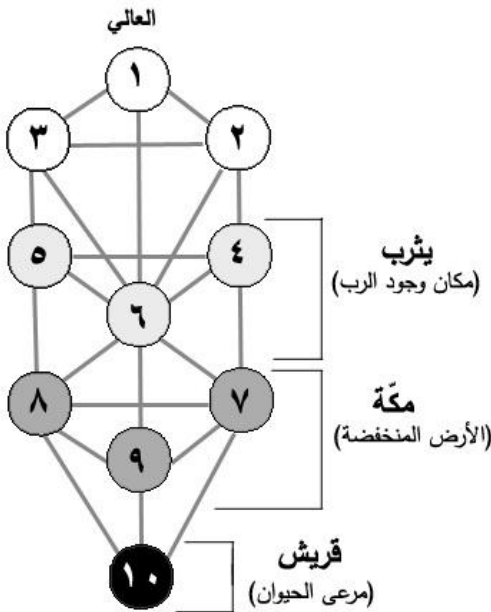 العالي
١
٣ ٢
٥ ٤
يثرب
(مكان وجود الرب)
٦
٨ ٧
مكّة
(الأرض المنخفضة)
٩
قريش
١٠
(مرعى الحيوان)